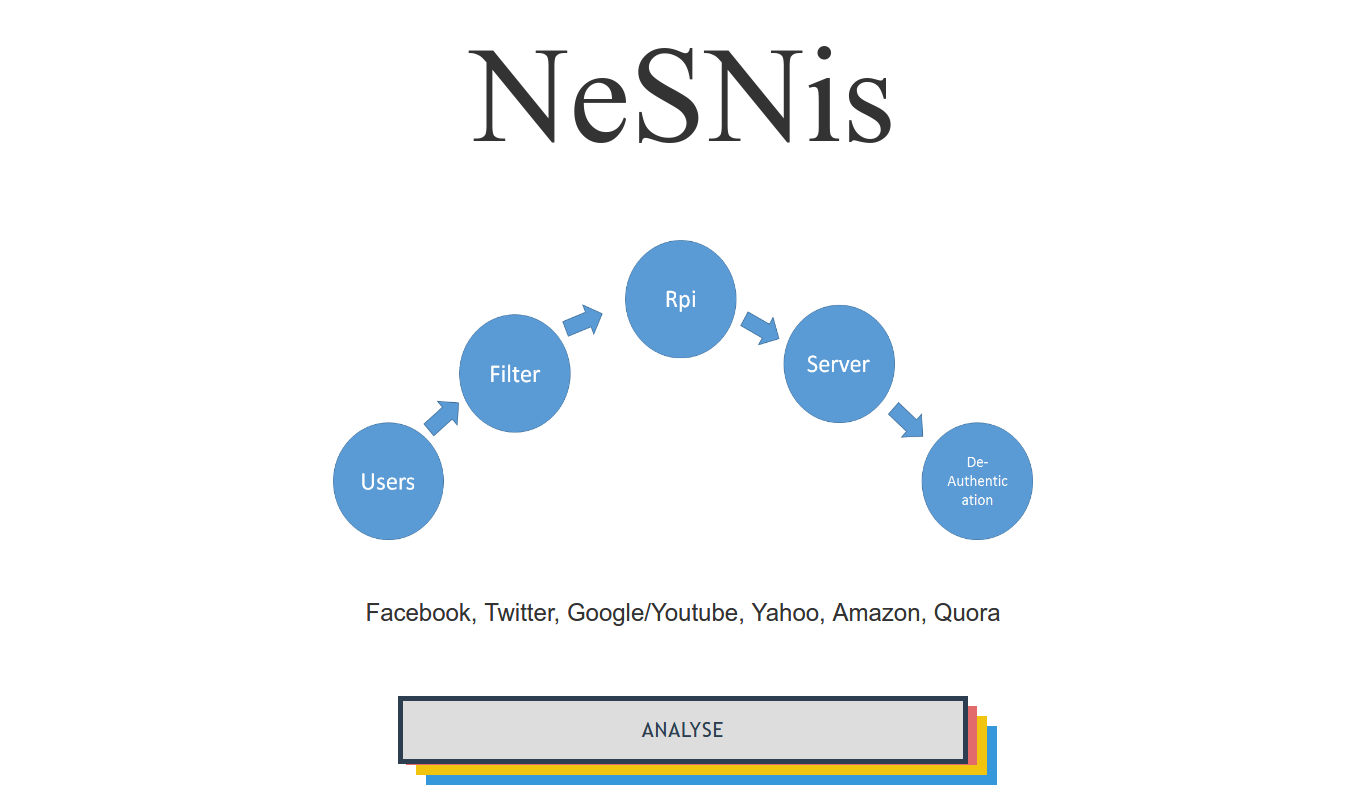 NeSNis
Rpi
Server
Filter
De-
Authentic
ation
Users
Facebook, Twitter, Google/Youtube, Yahoo, Amazon, Quora
ANALYSE